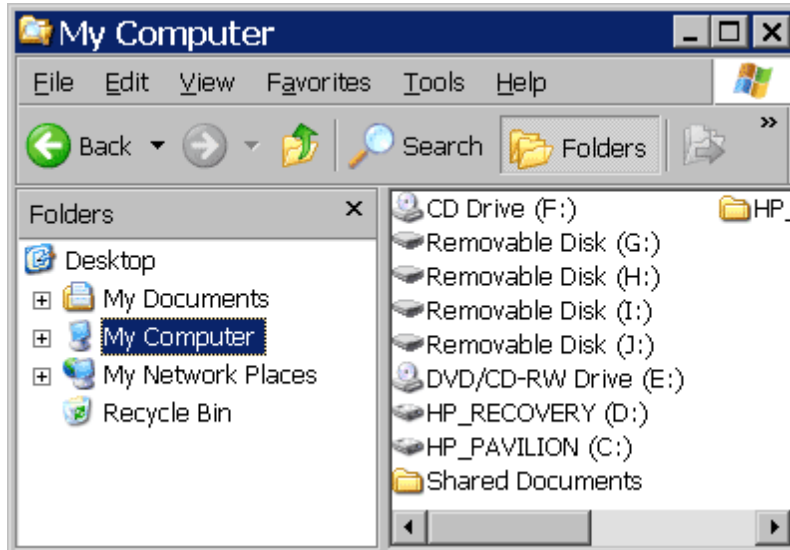 My Computer
File Edit View Favorites Tools Help
Back Search Folders »
Folders
Desktop
My Documents
My Computer
My Network Places
Recycle Bin
CD Drive (F:)
Removable Disk (G:)
Removable Disk (H:)
Removable Disk (I:)
Removable Disk (J:)
DVD/CD-RW Drive (E:)
HP_RECOVERY (D:)
HP_PAVILION (C:)
Shared Documents
HP_